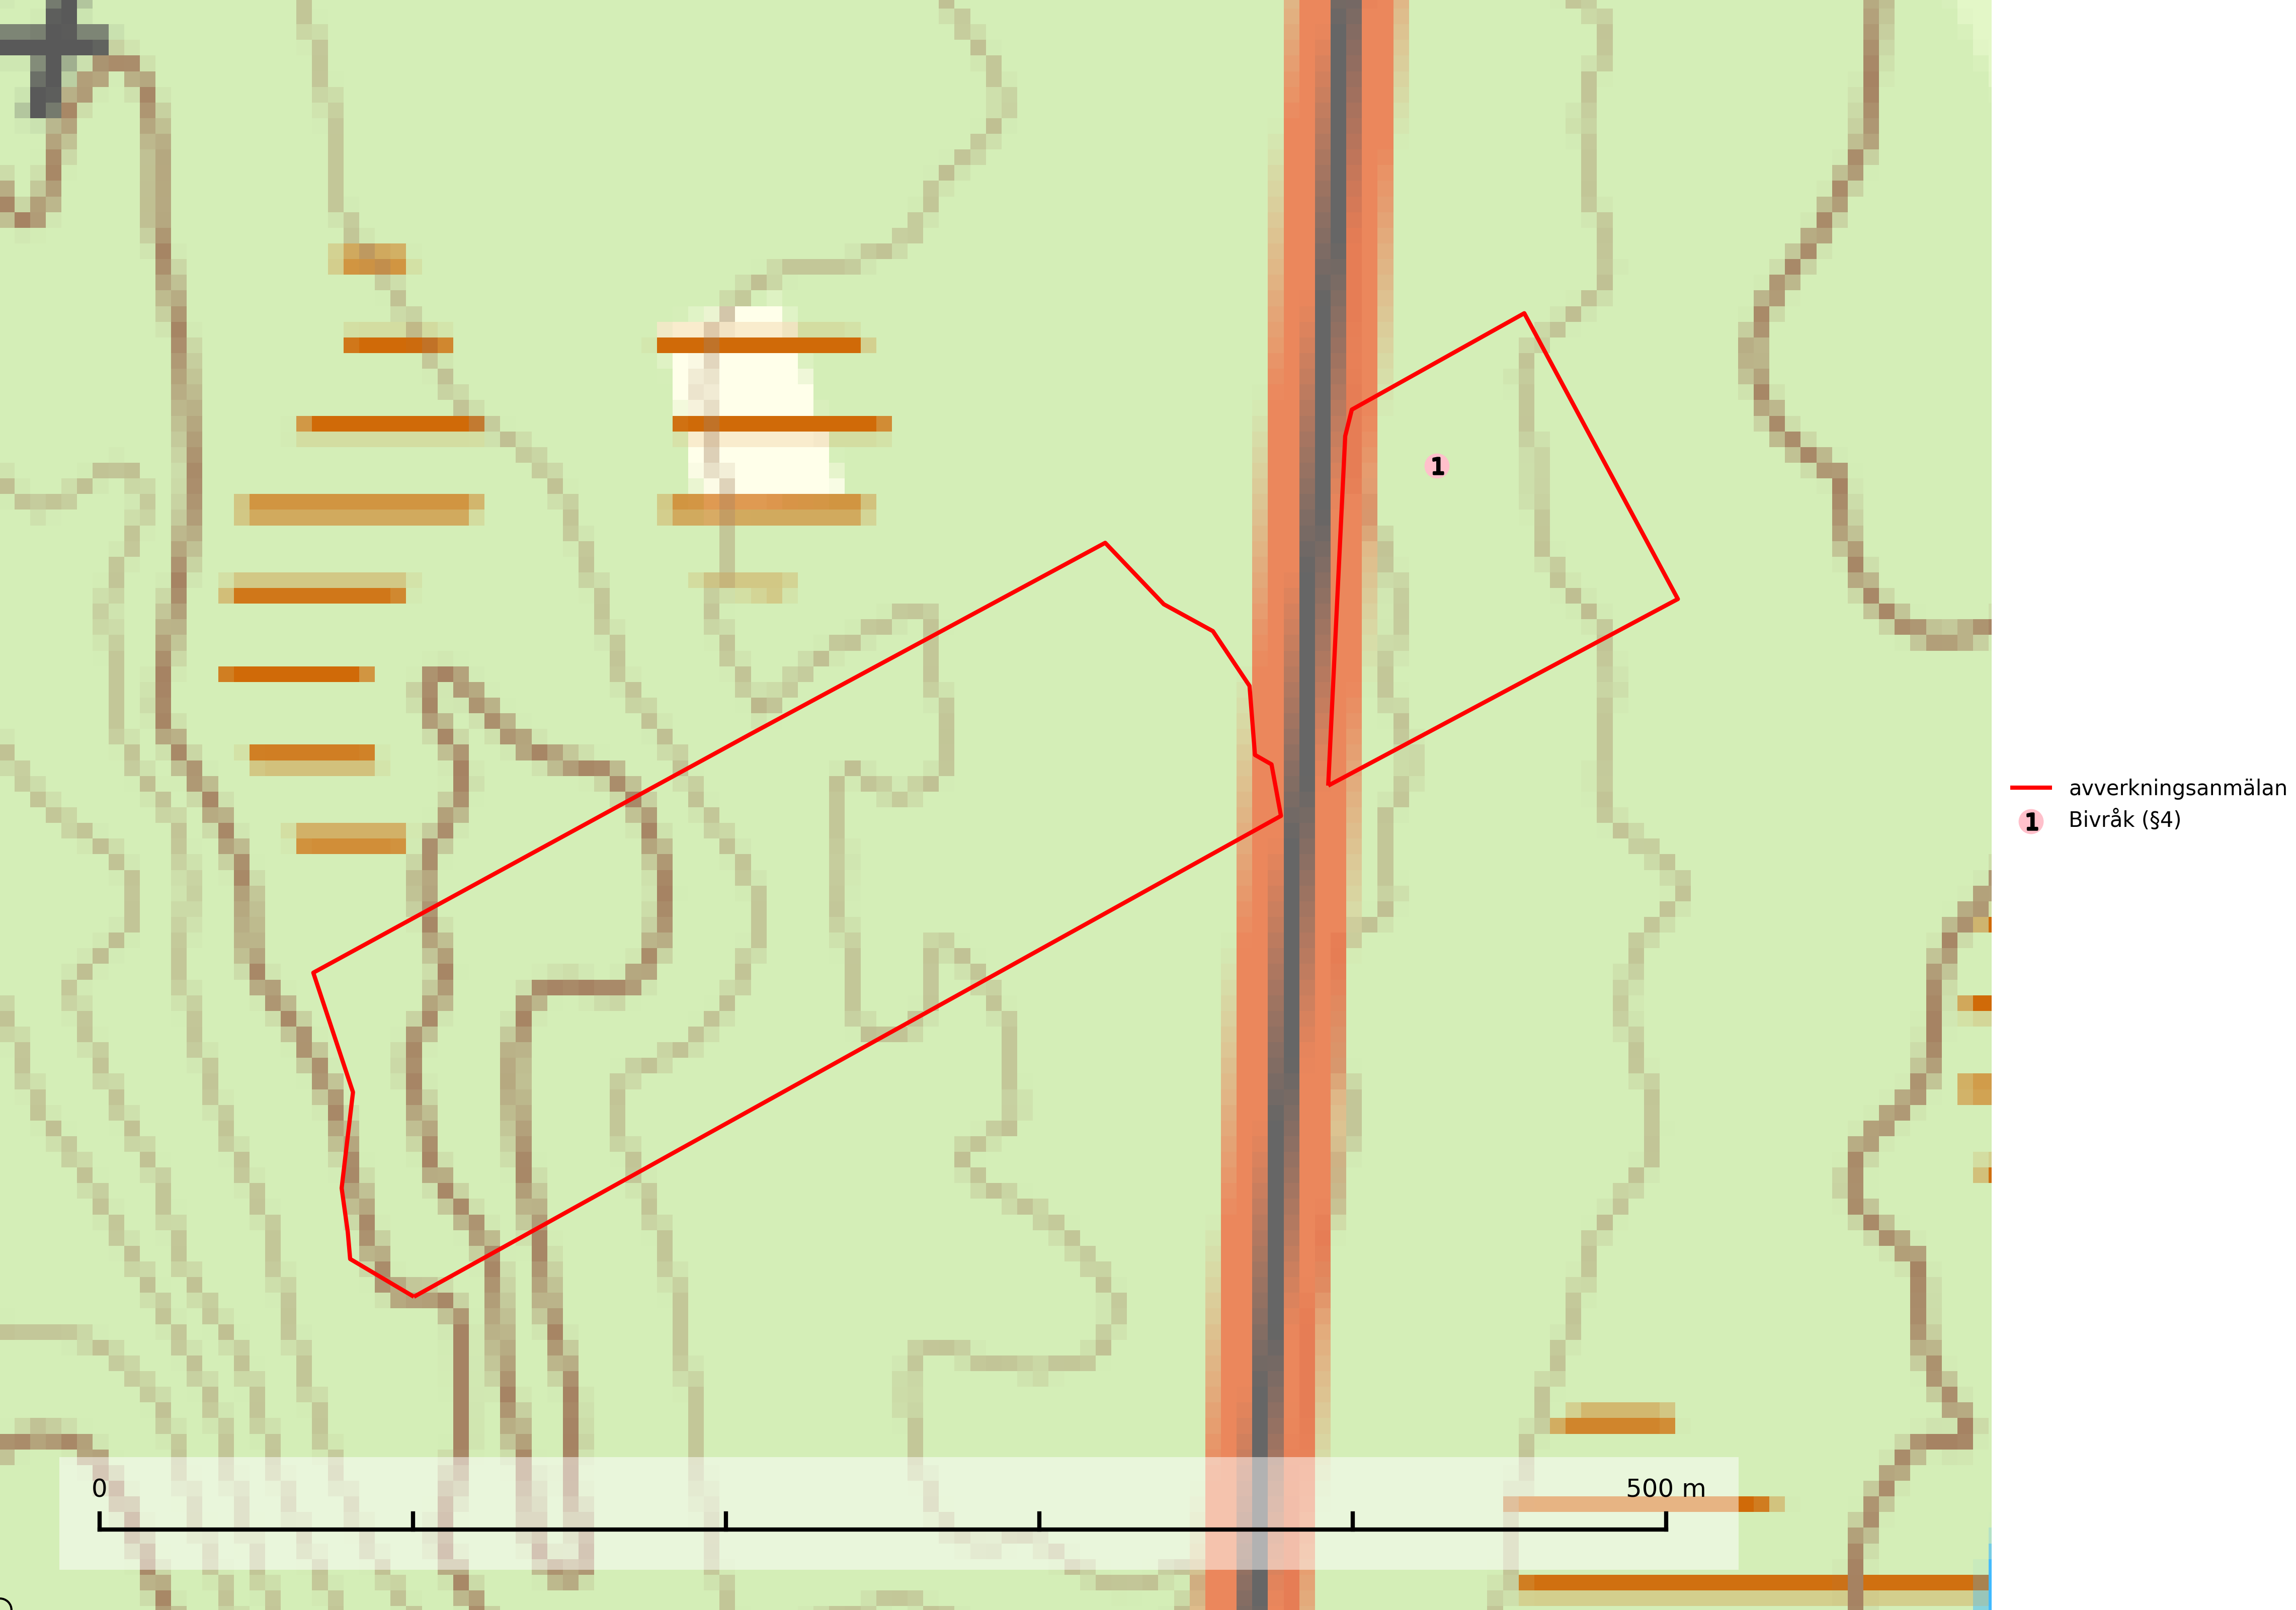 1
avverkningsanmälan
1 Bivråk (§4)
0 500 m